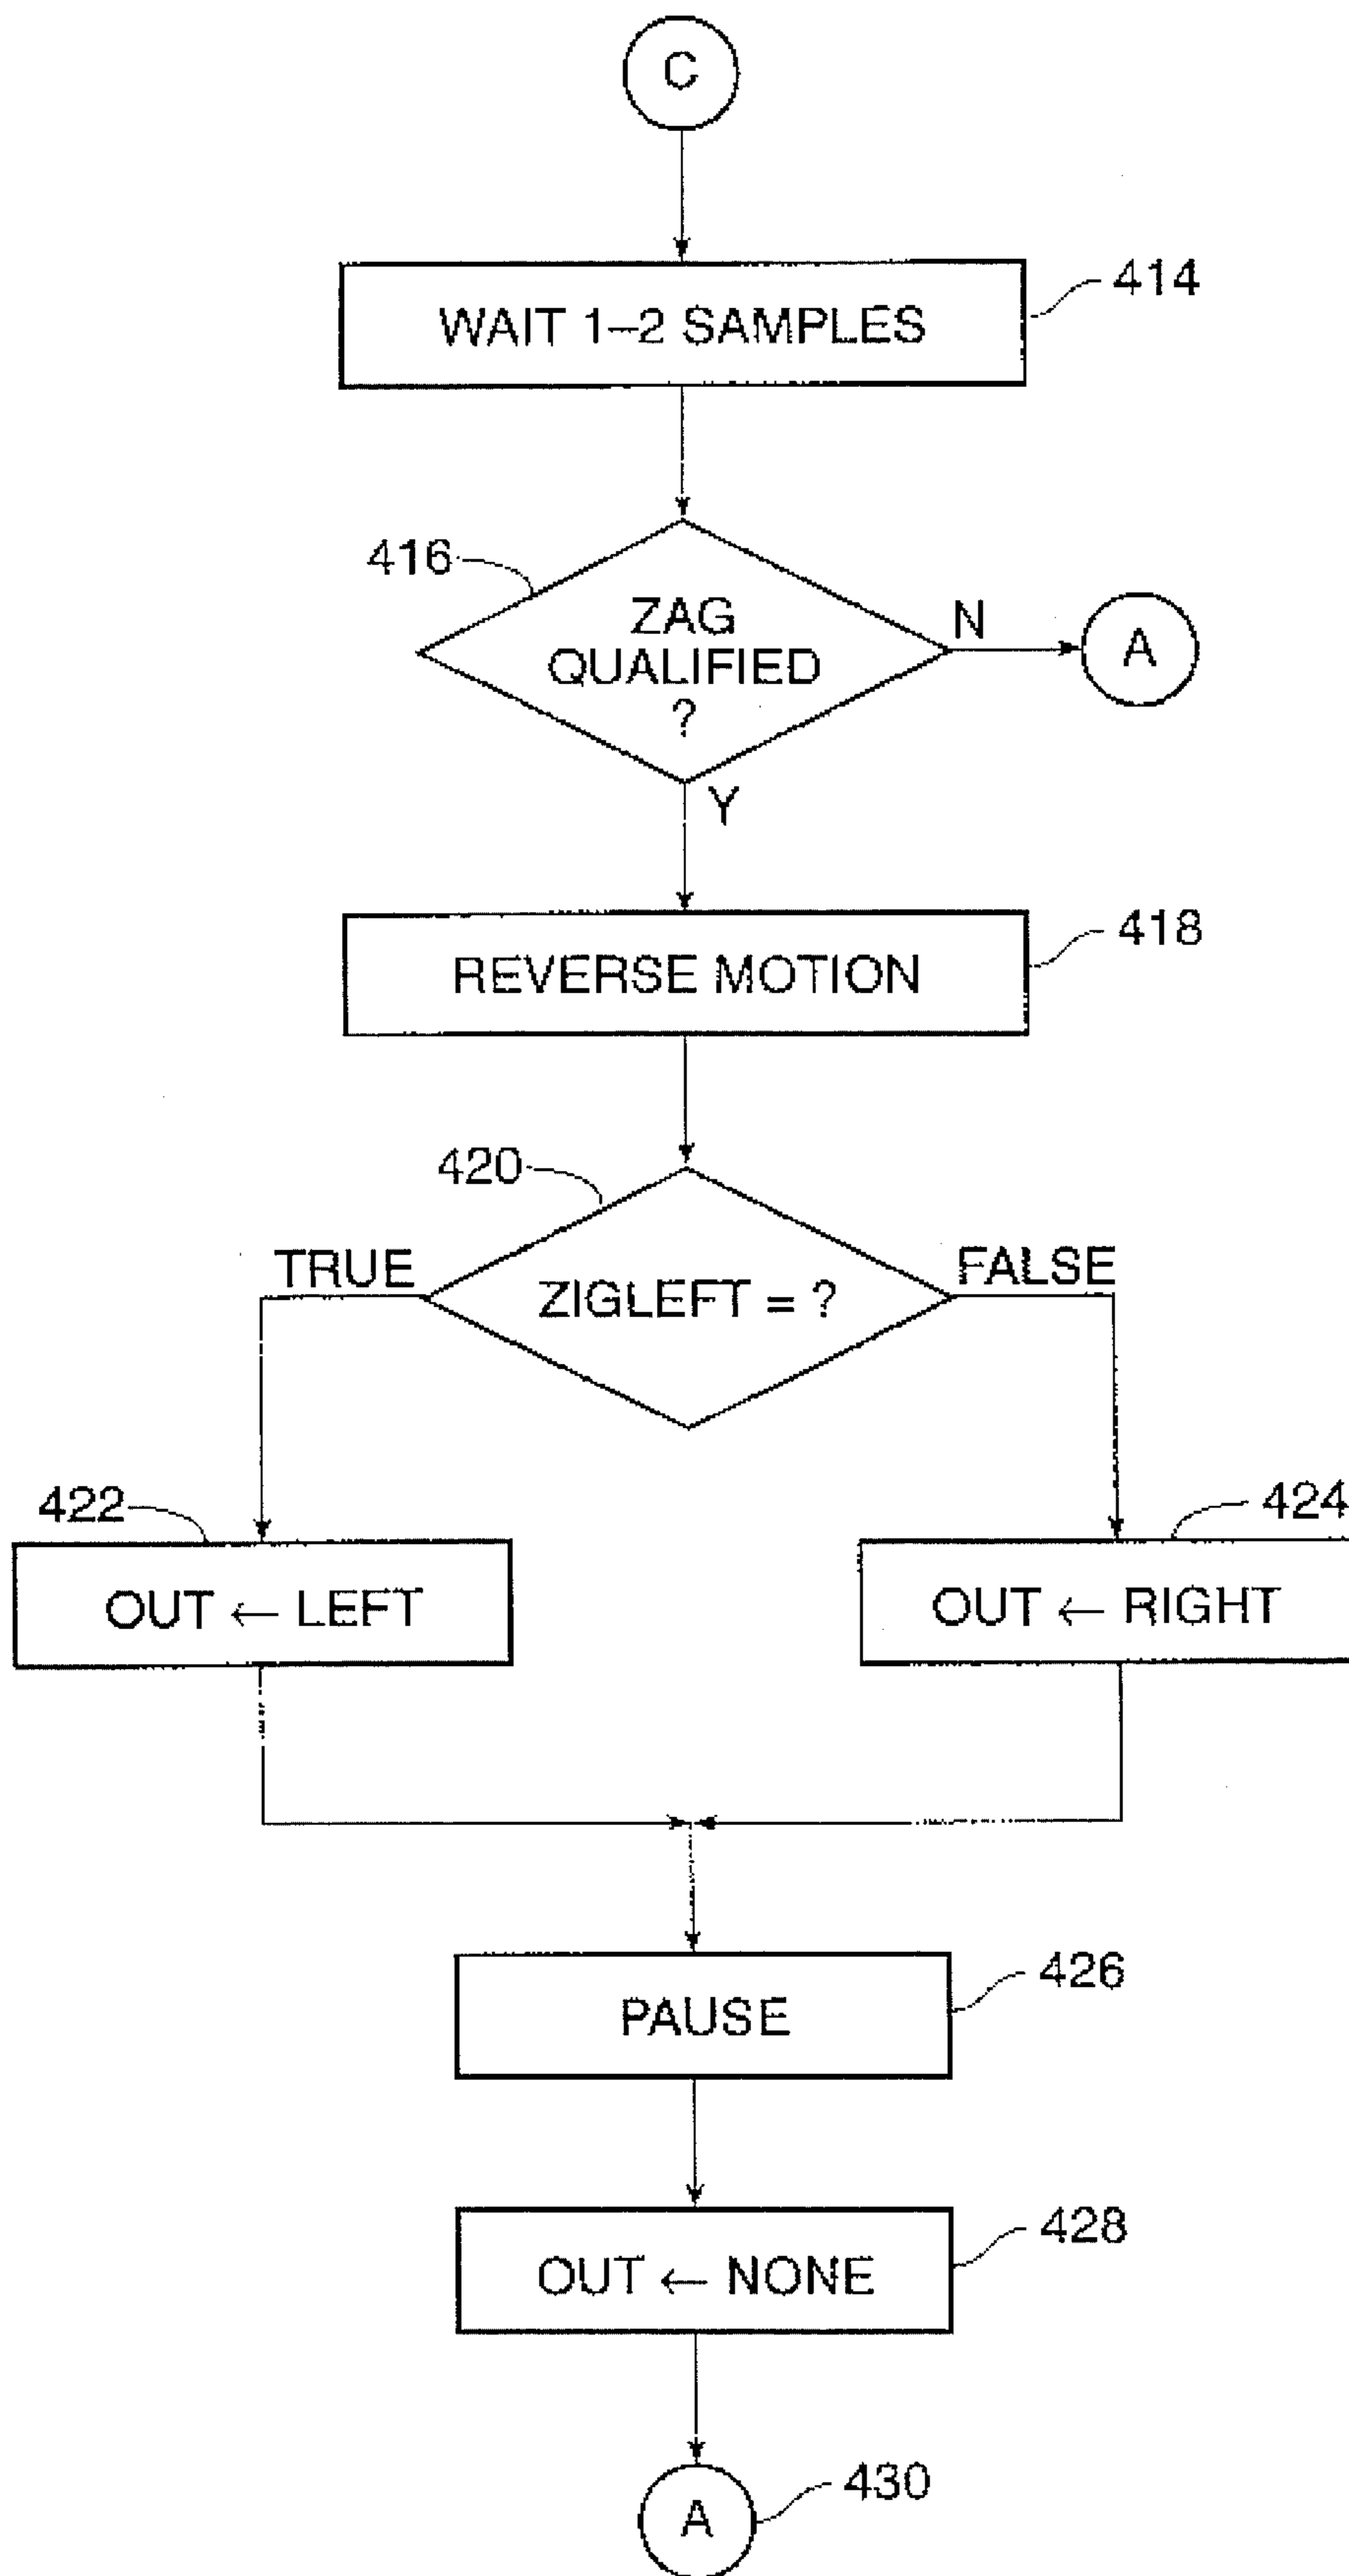 C
WAIT 1–2 SAMPLES
414
416
ZAG
QUALIFIED
?
N
A
Y
REVERSE MOTION
418
420
TRUE
ZIGLEFT = ?
FALSE
422
424
OUT ← LEFT
OUT ← RIGHT
PAUSE
426
OUT ← NONE
428
A
430